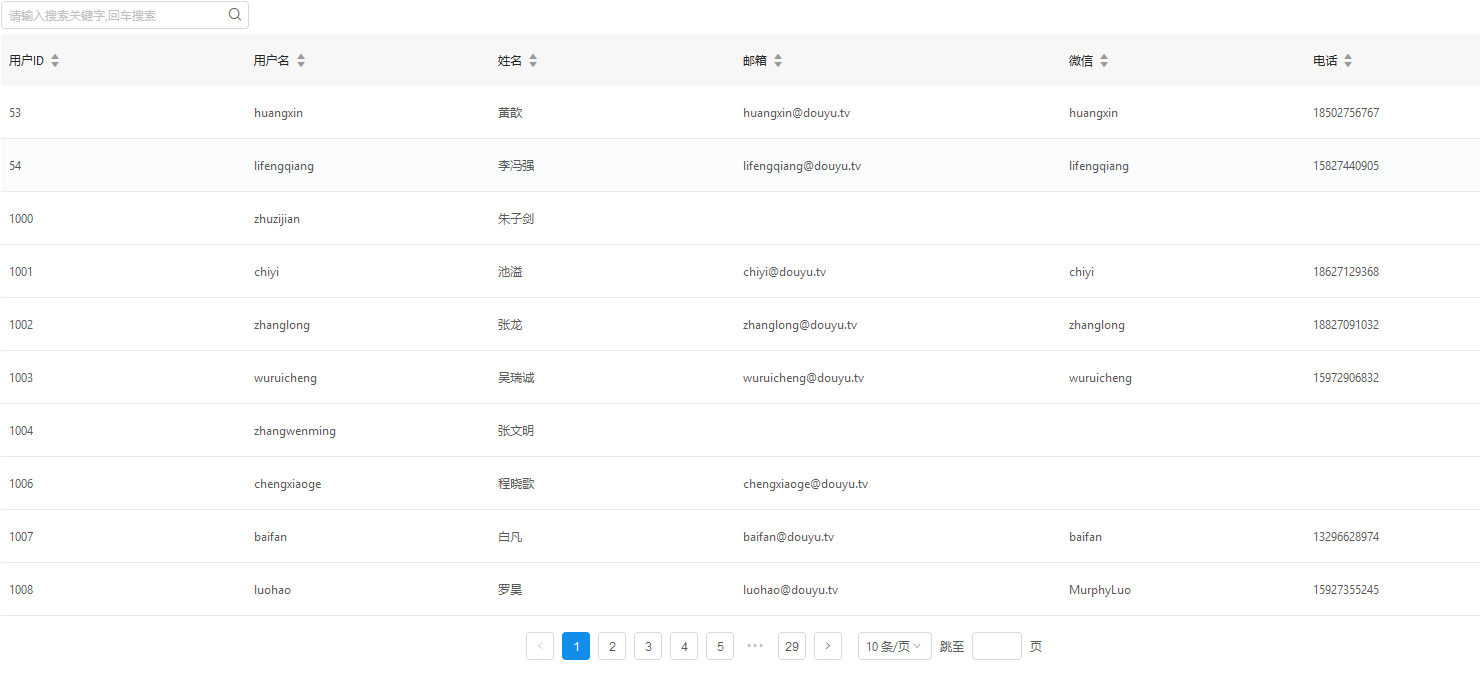 请输入搜索关键字,回车搜索
用户ID 用户名 姓名 邮箱 微信 电话
53 huangxin 黄歆 huangxin@douyu.tv huangxin 18502756767
54 lifengqiang 李冯强 lifengqiang@douyu.tv lifengqiang 15827440905
1000 zhuzijian 朱子剑
1001 chiyi 池溢 chiyi@douyu.tv chiyi 18627129368
1002 zhanglong 张龙 zhanglong@douyu.tv zhanglong 18827091032
1003 wuruicheng 吴瑞诚 wuruicheng@douyu.tv wuruicheng 15972906832
1004 zhangwenming 张文明
1006 chengxiaoge 程晓歌 chengxiaoge@douyu.tv
1007 baifan 白凡 baifan@douyu.tv baifan 13296628974
1008 luohao 罗昊 luohao@douyu.tv MurphyLuo 15927355245
< 1 2 3 4 5 ••• 29 > 10 条/页 跳至 页